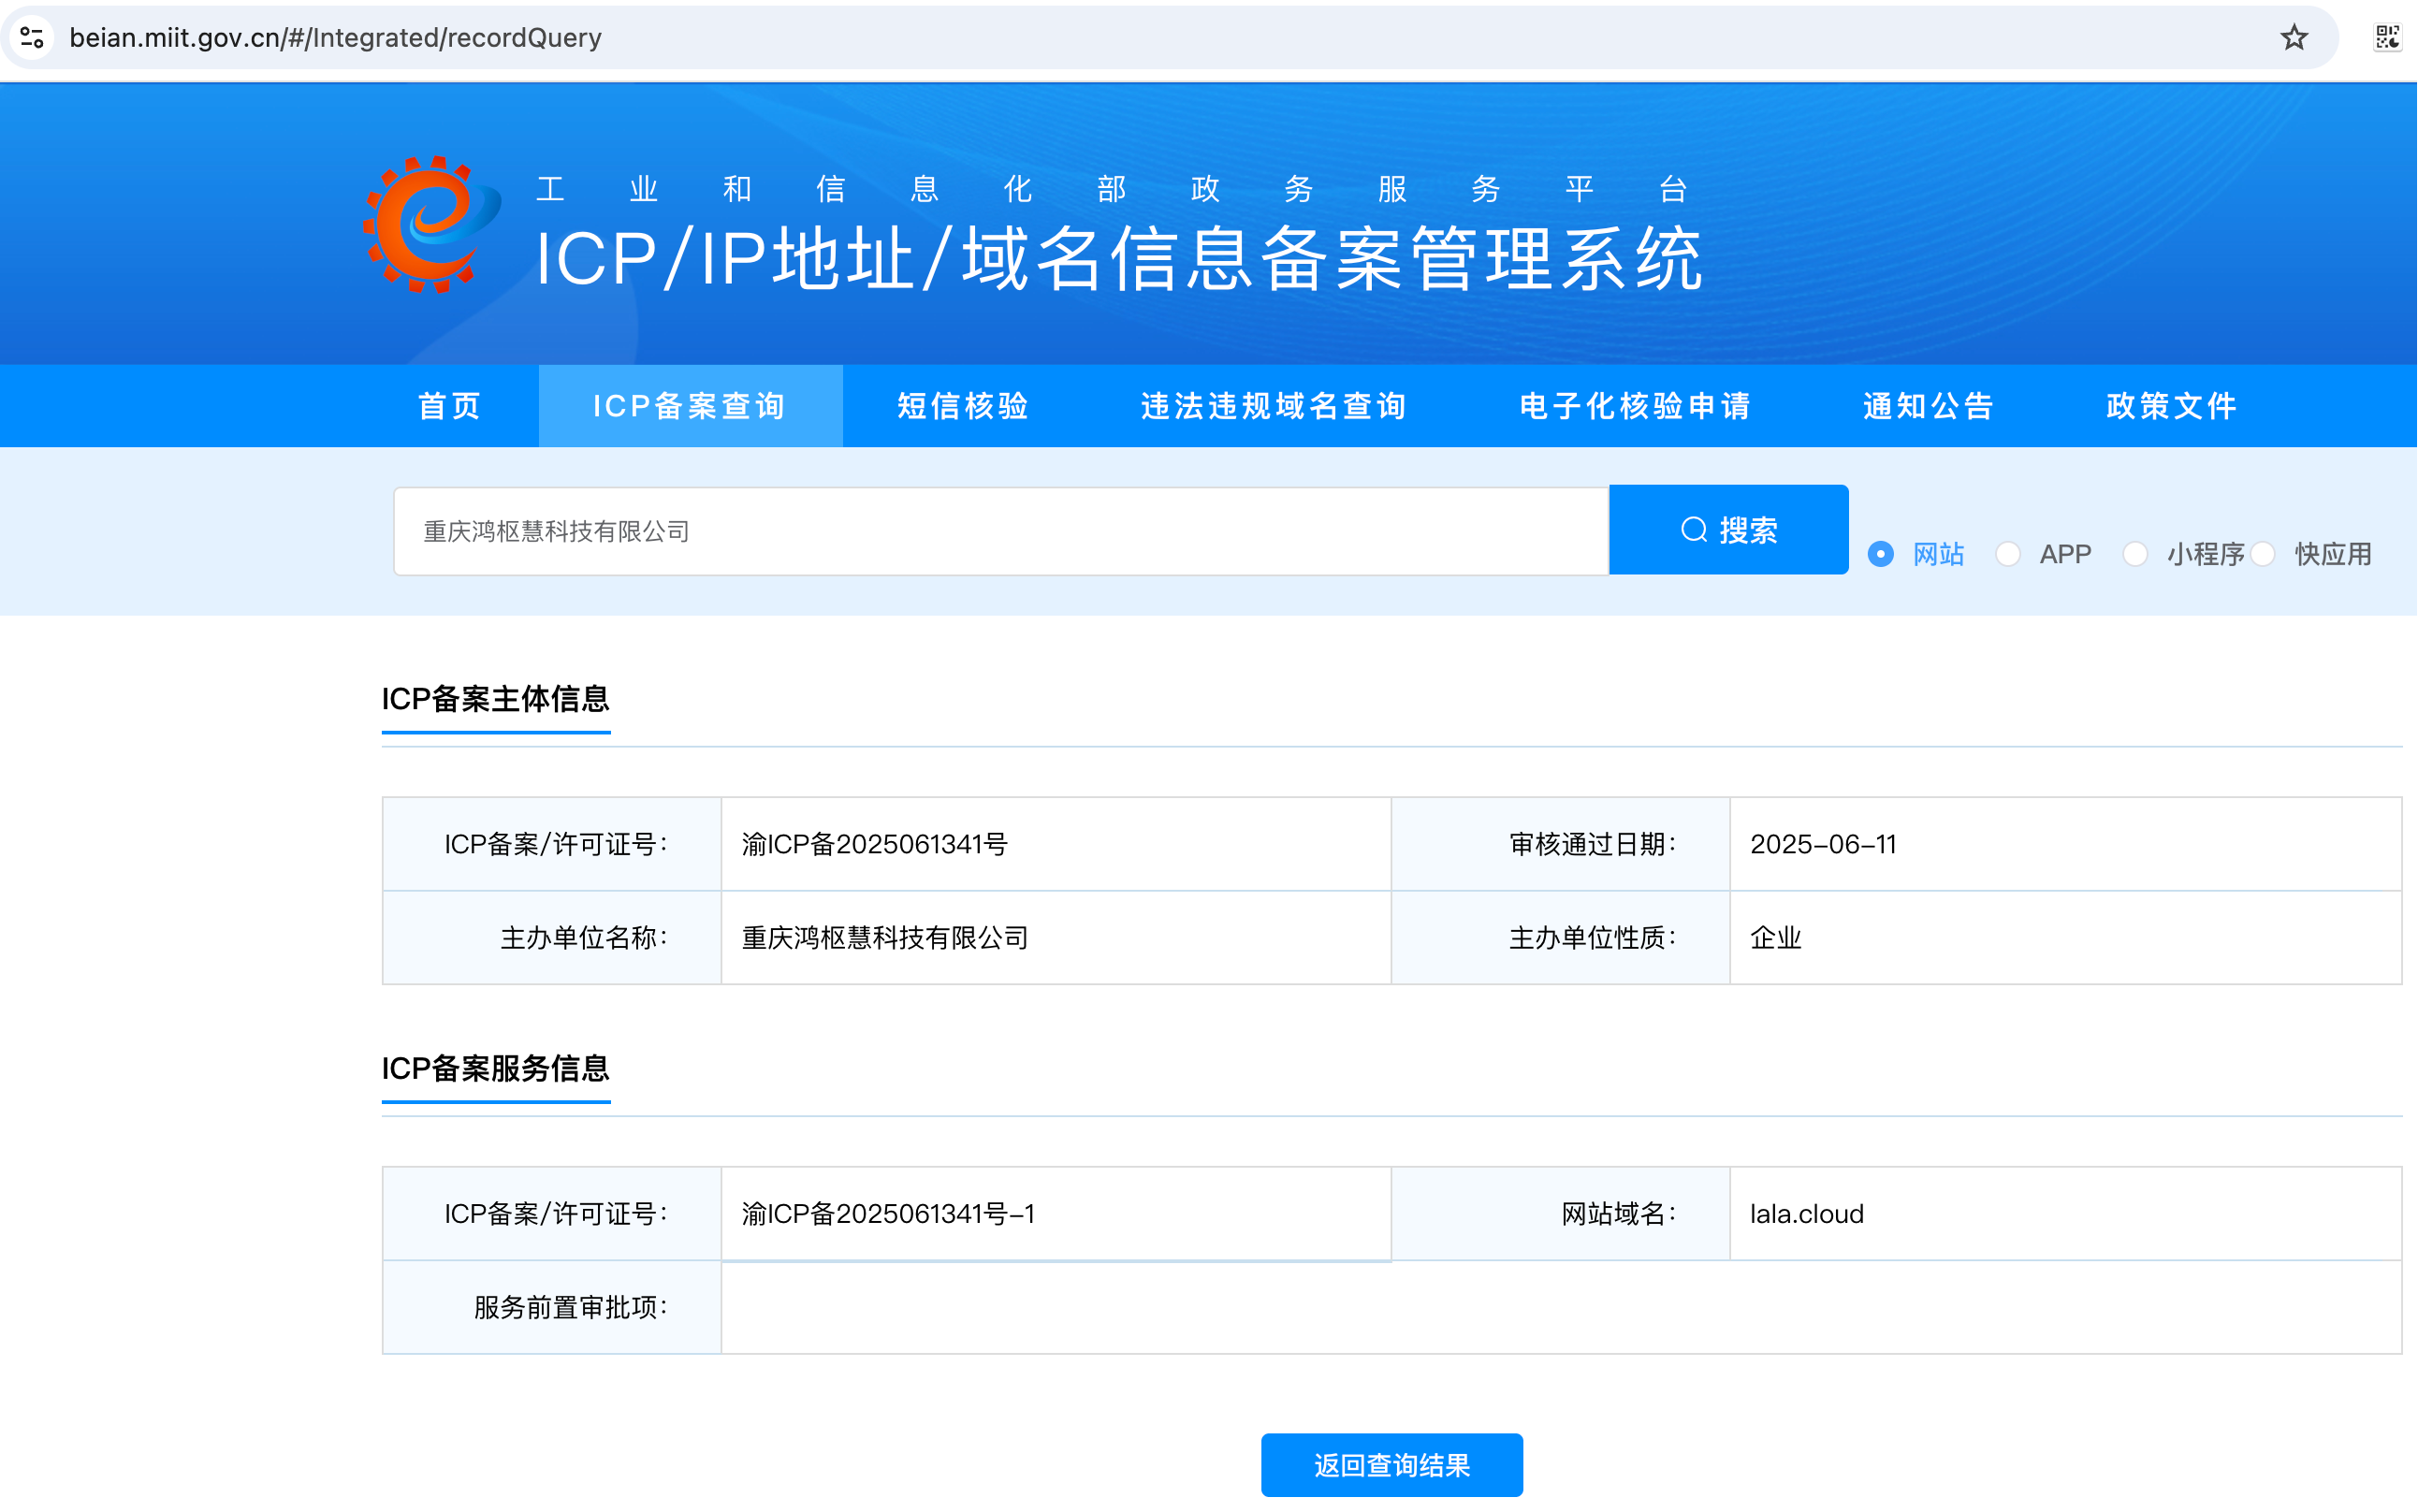 beian.miit.gov.cn/#/Integrated/recordQuery
工业和信息化部政务服务平台
ICP/IP地址/域名信息备案管理系统
首页 ICP备案查询 短信核验 违法违规域名查询 电子化核验申请 通知公告 政策文件
重庆鸿枢慧科技有限公司 搜索 网站 APP 小程序 快应用
ICP备案主体信息
ICP备案/许可证号： 渝ICP备2025061341号 审核通过日期： 2025-06-11
主办单位名称： 重庆鸿枢慧科技有限公司 主办单位性质： 企业
ICP备案服务信息
ICP备案/许可证号： 渝ICP备2025061341号-1 网站域名： lala.cloud
服务前置审批项：
返回查询结果